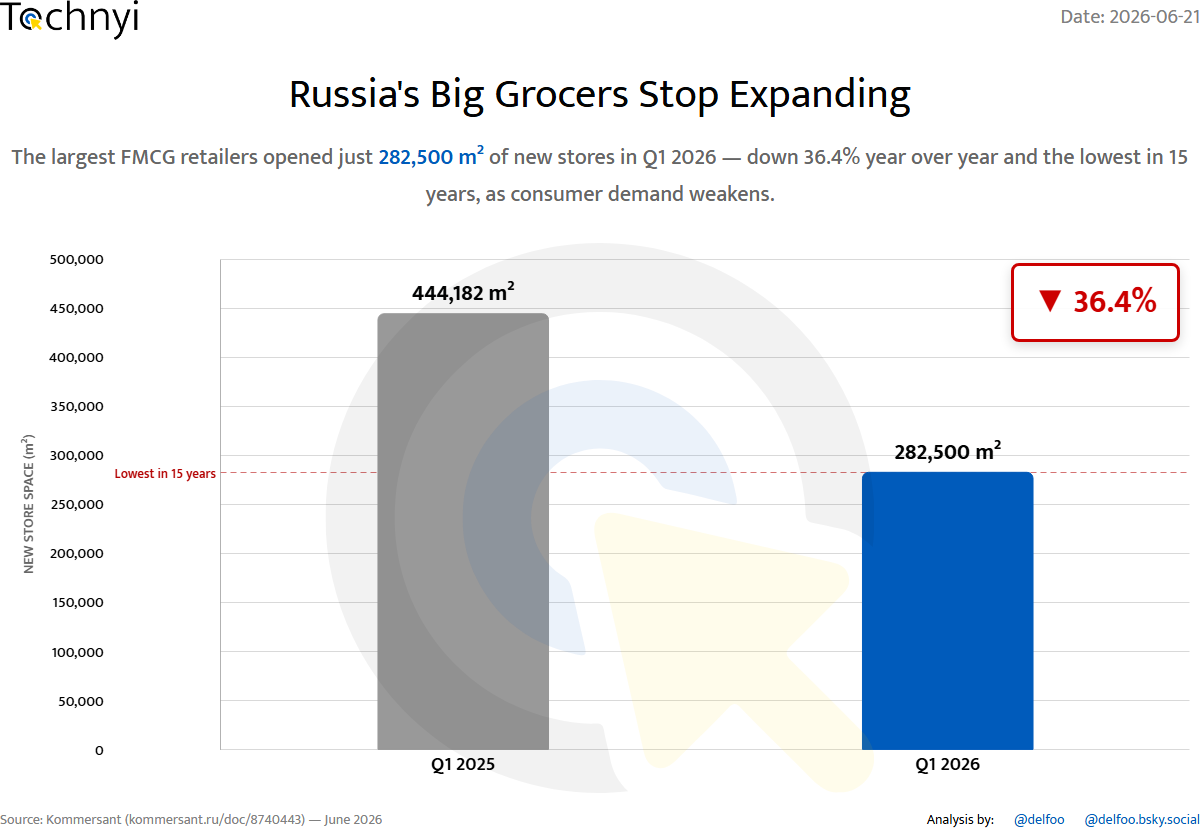 Technyi
Date: 2026-06-21
Russia's Big Grocers Stop Expanding
The largest FMCG retailers opened just 282,500 m² of new stores in Q1 2026 — down 36.4% year over year and the lowest in 15
years, as consumer demand weakens.
NEW STORE SPACE (m²)
500,000
450,000
400,000
350,000
300,000
250,000
200,000
150,000
100,000
50,000
0
Lowest in 15 years
444,182 m²
282,500 m²
▼ 36.4%
Q1 2025
Q1 2026
Source: Kommersant (kommersant.ru/doc/8740443) — June 2026
Analysis by: @delfoo @delfoo.bsky.social